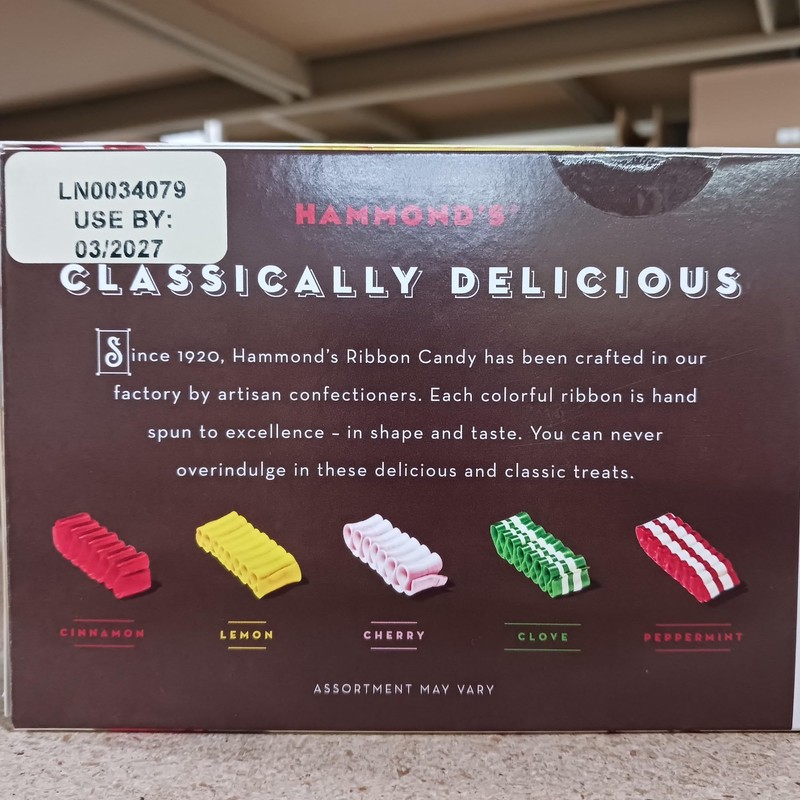 LN0034079
USE BY:
03/2027
HAMMOND'S®
CLASSICALLY DELICIOUS
Since 1920, Hammond's Ribbon Candy has been crafted in our
factory by artisan confectioners. Each colorful ribbon is hand
spun to excellence – in shape and taste. You can never
overindulge in these delicious and classic treats.
CINNAMON
LEMON
CHERRY
CLOVE
PEPPERMINT
ASSORTMENT MAY VARY